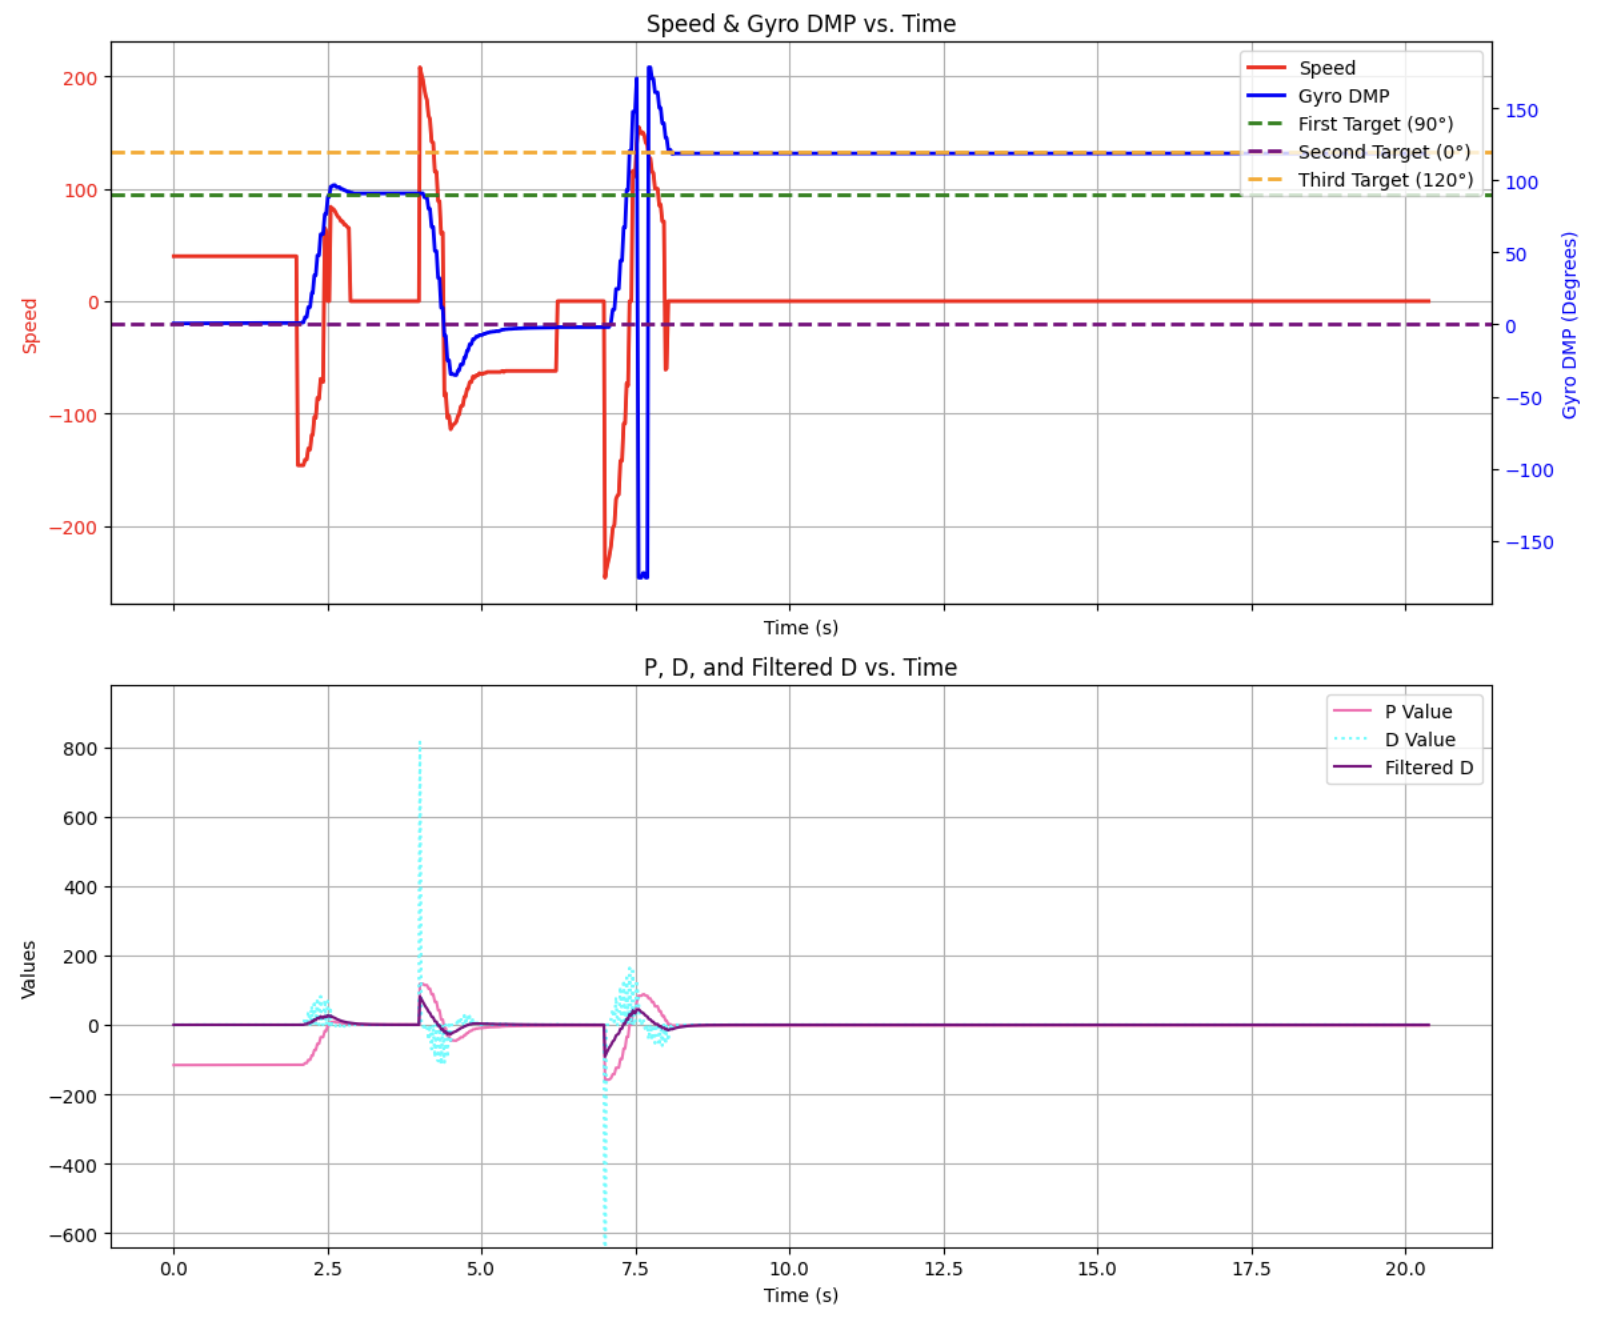 Speed & Gyro DMP vs. Time
Speed
200
100
0
−100
−200
Speed
Gyro DMP
First Target (90°)
Second Target (0°)
Third Target (120°)
150
100
50
0
−50
−100
−150
Gyro DMP (Degrees)
Time (s)
P, D, and Filtered D vs. Time
Values
800
600
400
200
0
−200
−400
−600
P Value
D Value
Filtered D
0.0 2.5 5.0 7.5 10.0 12.5 15.0 17.5 20.0
Time (s)